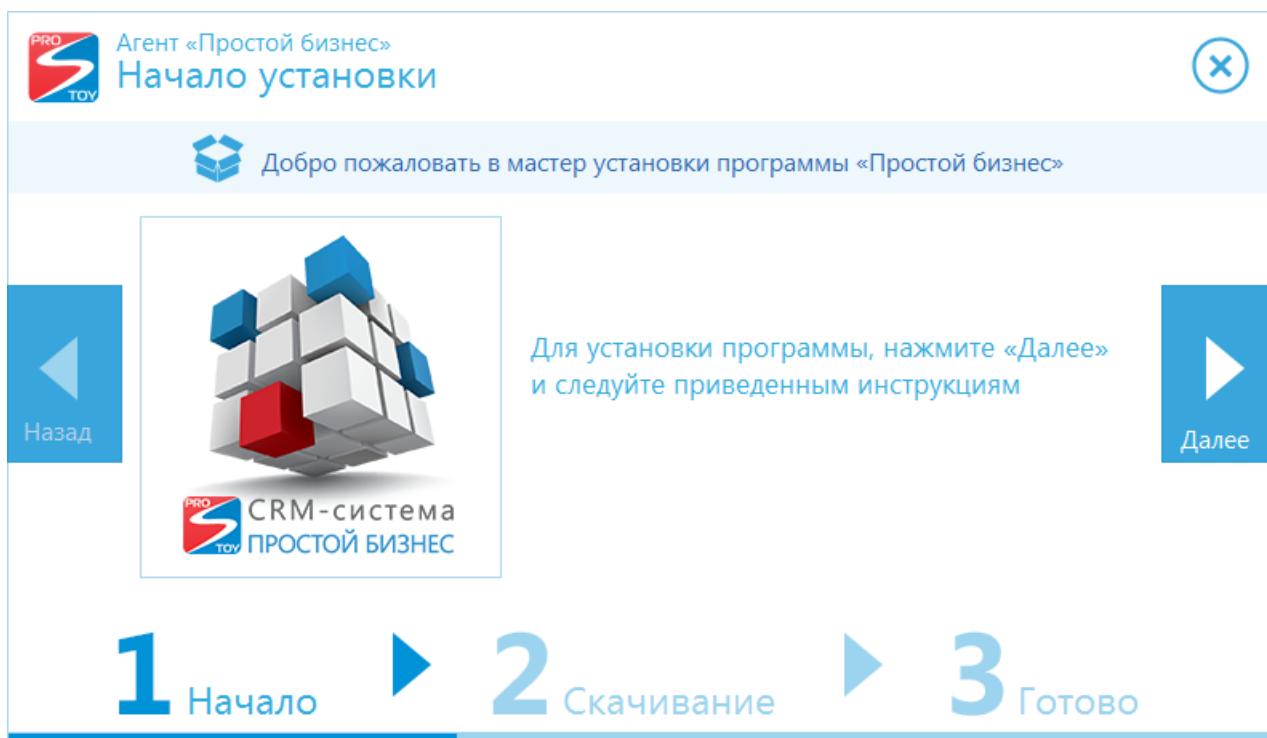 PRO
TOY
Агент «Простой бизнес»
Начало установки
Добро пожаловать в мастер установки программы «Простой бизнес»
Назад
Для установки программы, нажмите «Далее»
и следуйте приведенным инструкциям
Далее
PRO
TOY
CRM-система
ПРОСТОЙ БИЗНЕС
1 Начало
2 Скачивание
3 Готово